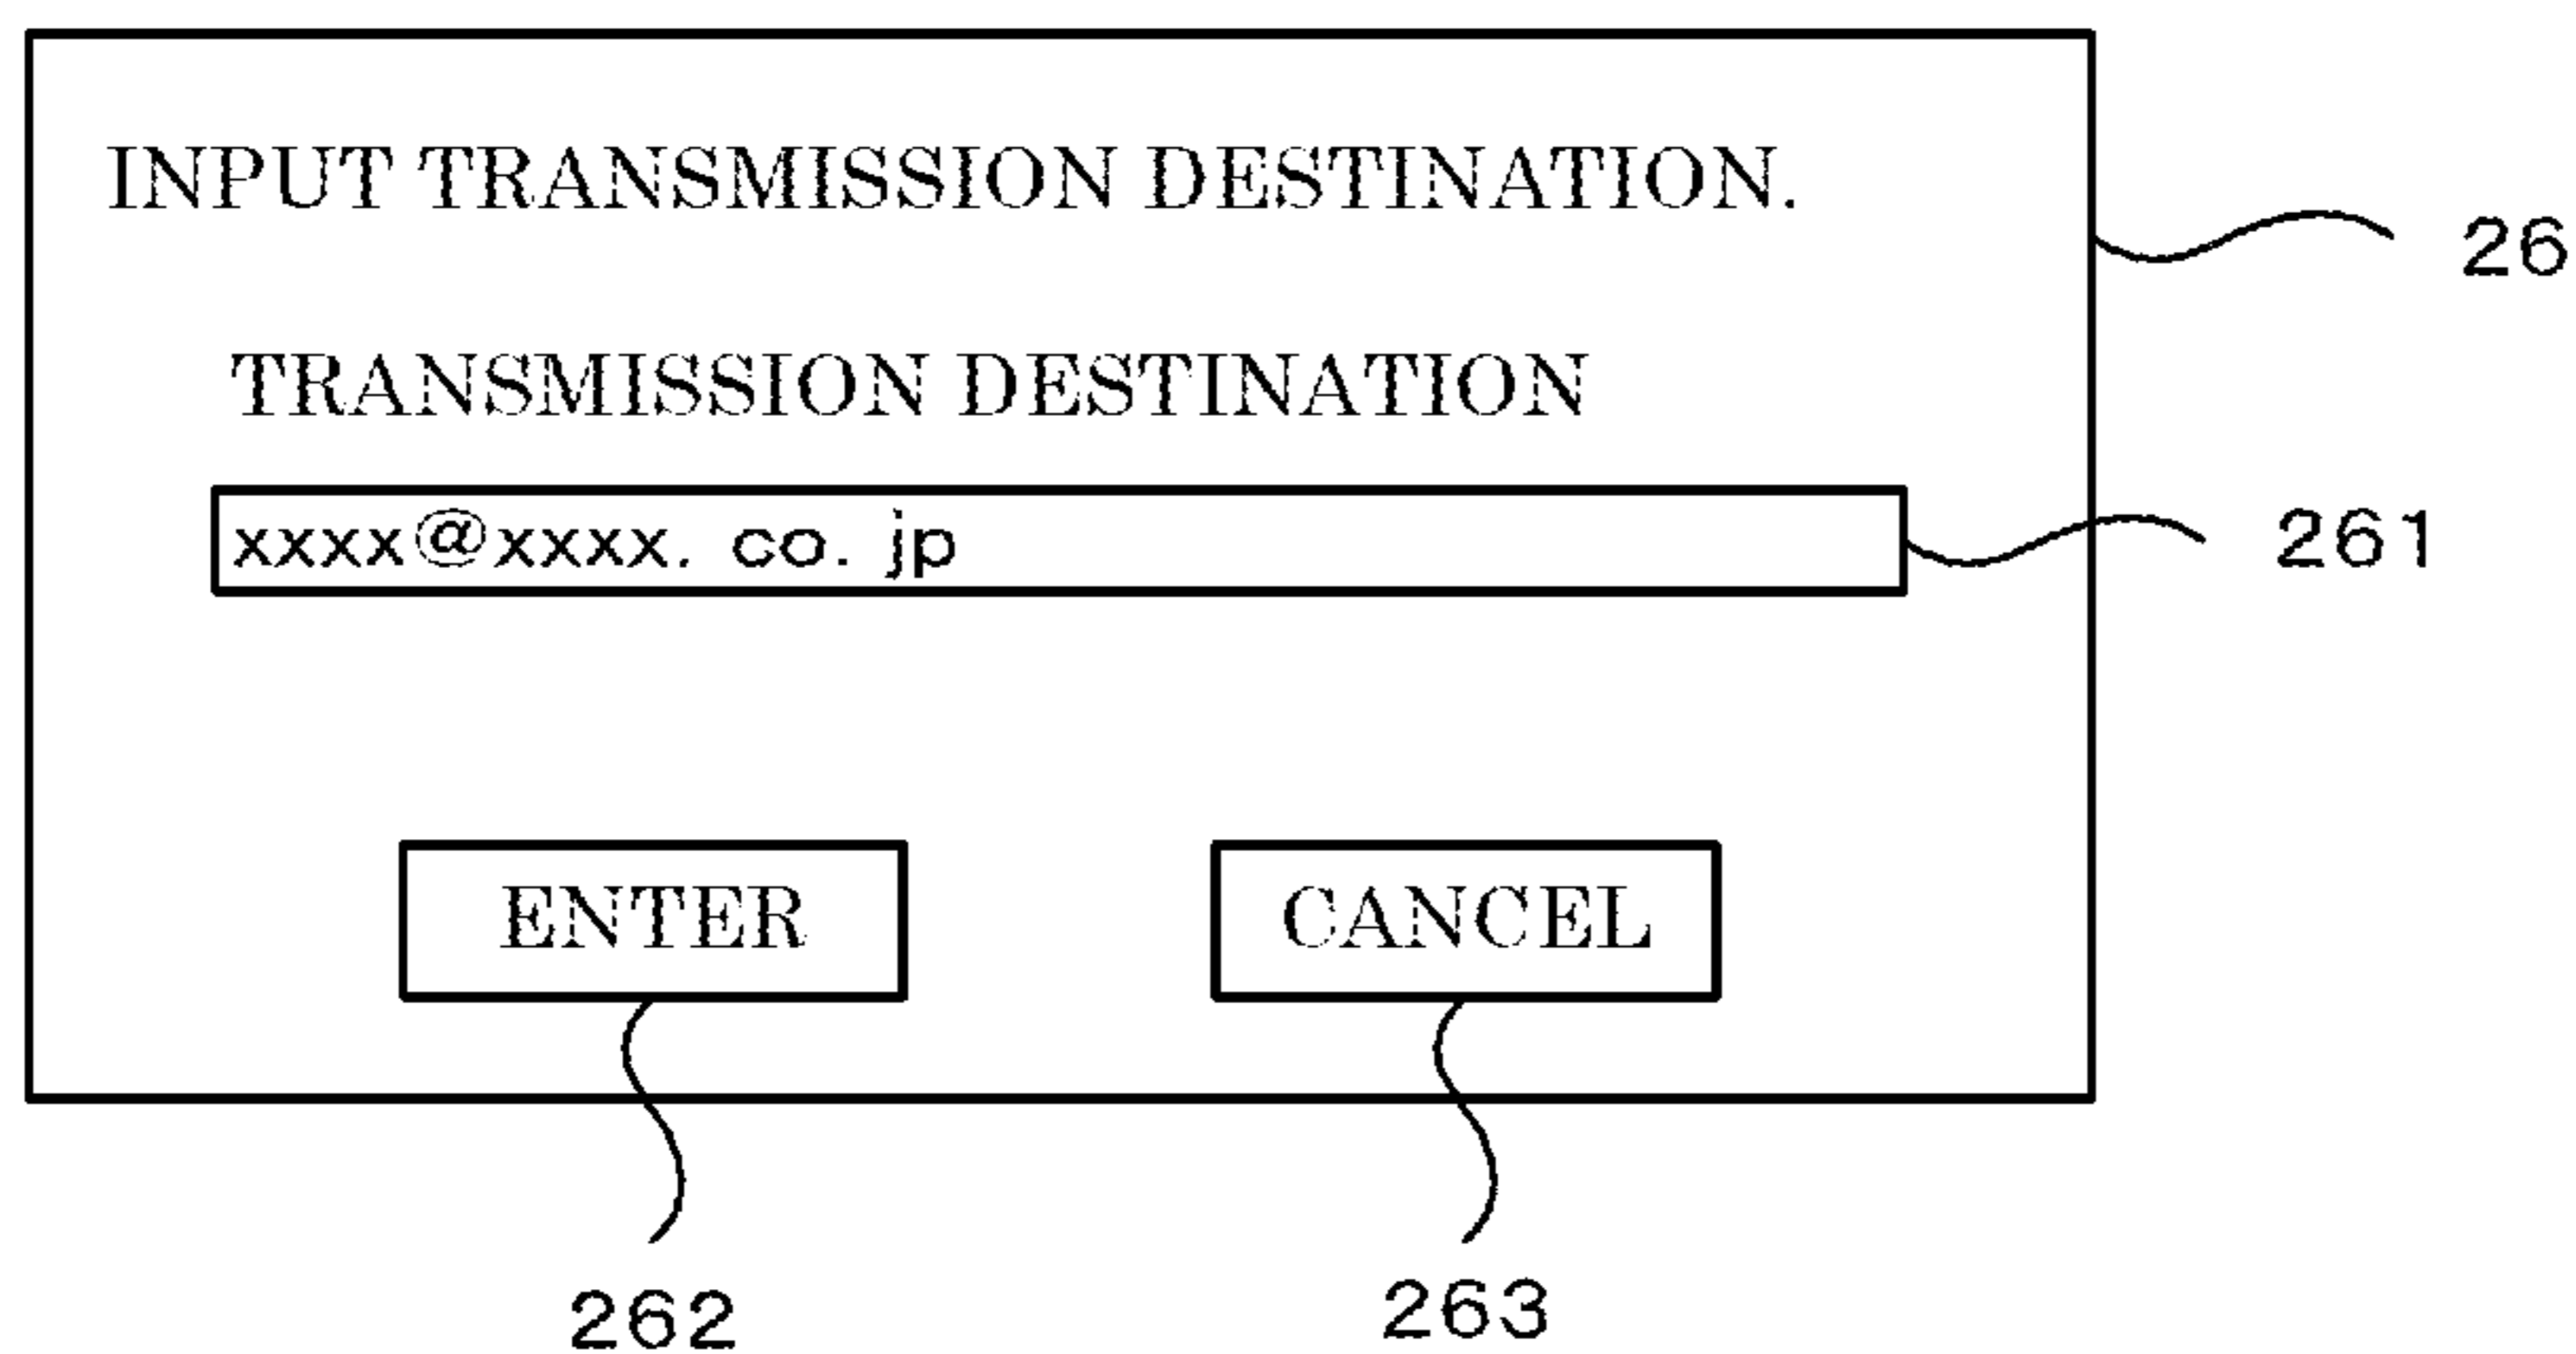 INPUT TRANSMISSION DESTINATION.
26
TRANSMISSION DESTINATION
xxxx@xxxx. co. jp
261
ENTER
CANCEL
262
263